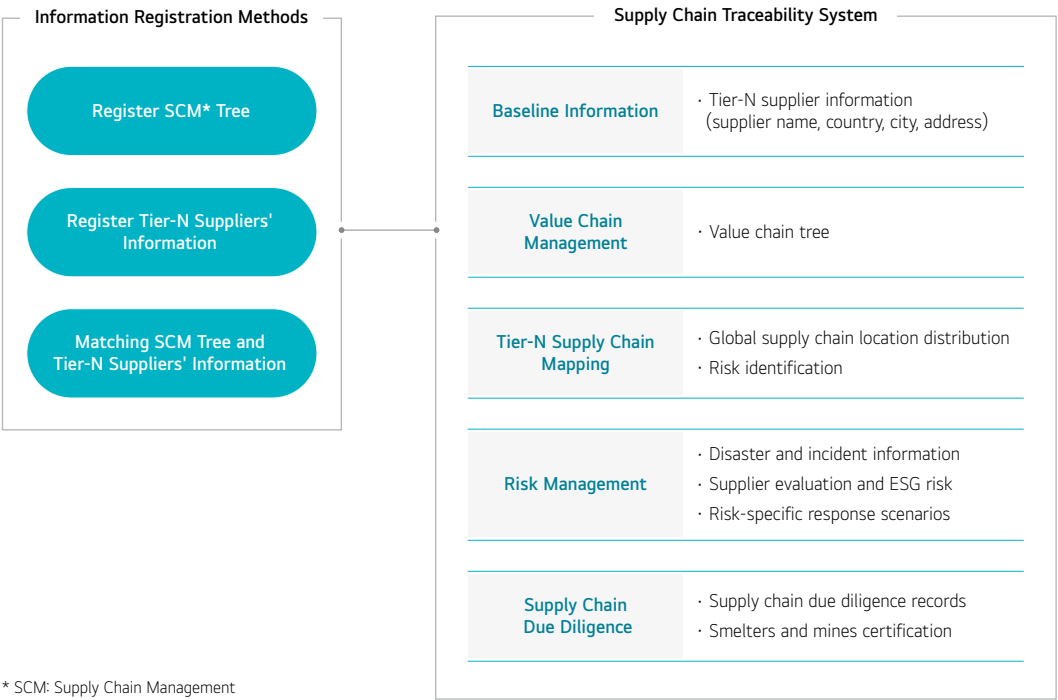 Information Registration Methods
Register SCM* Tree
Register Tier-N Suppliers'
Information
Matching SCM Tree and
Tier-N Suppliers' Information
Supply Chain Traceability System
Baseline Information
· Tier-N supplier information
(supplier name, country, city, address)
Value Chain
Management
· Value chain tree
Tier-N Supply Chain
Mapping
· Global supply chain location distribution
· Risk identification
Risk Management
· Disaster and incident information
· Supplier evaluation and ESG risk
· Risk-specific response scenarios
Supply Chain
Due Diligence
· Supply chain due diligence records
· Smelters and mines certification
* SCM: Supply Chain Management